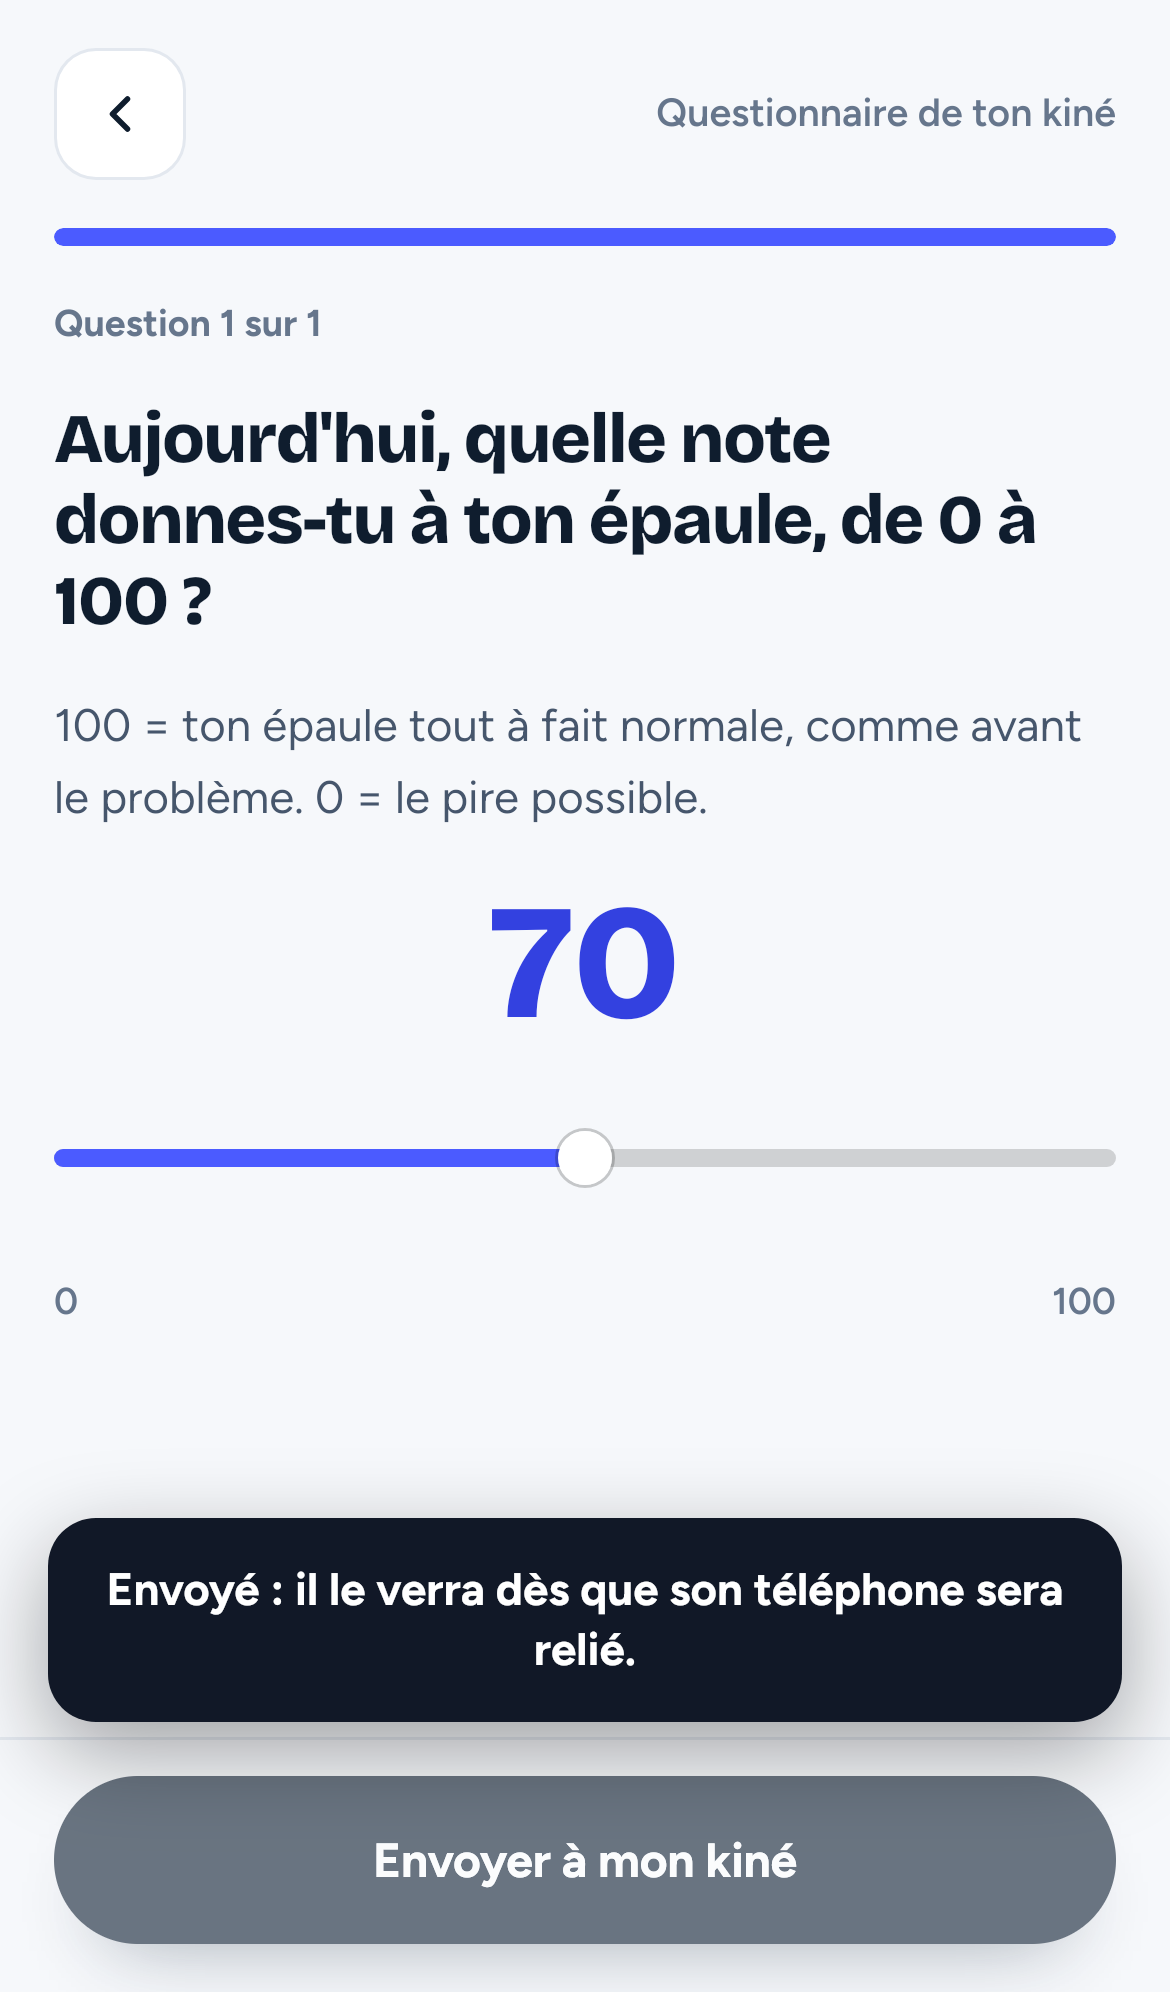 Questionnaire de ton kiné
Question 1 sur 1
Aujourd'hui, quelle note
donnes-tu à ton épaule, de 0 à
100 ?
100 = ton épaule tout à fait normale, comme avant
le problème. 0 = le pire possible.
70
0
100
Envoyé : il le verra dès que son téléphone sera
relié.
Envoyer à mon kiné